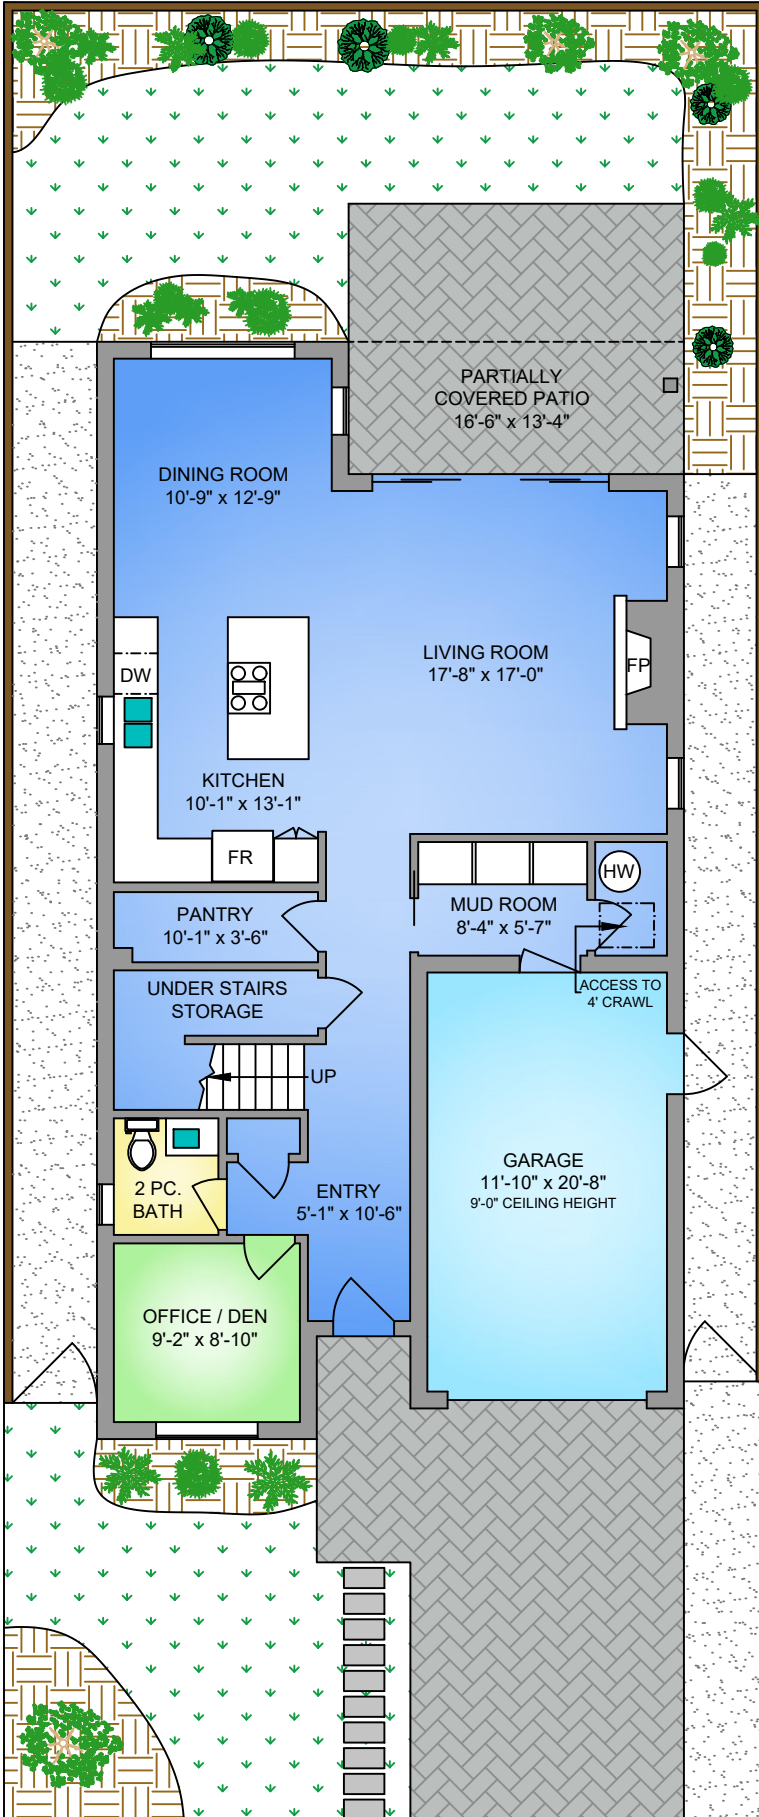 PARTIALLY
COVERED PATIO
16'-6" x 13'-4"
DINING ROOM
10'-9" x 12'-9"
LIVING ROOM
17'-8" x 17'-0"
DW
FP
KITCHEN
10'-1" x 13'-1"
FR
HW
PANTRY
10'-1" x 3'-6"
MUD ROOM
8'-4" x 5'-7"
UNDER STAIRS
STORAGE
ACCESS TO
4' CRAWL
UP
GARAGE
11'-10" x 20'-8"
9'-0" CEILING HEIGHT
2 PC.
BATH
ENTRY
5'-1" x 10'-6"
OFFICE / DEN
9'-2" x 8'-10"